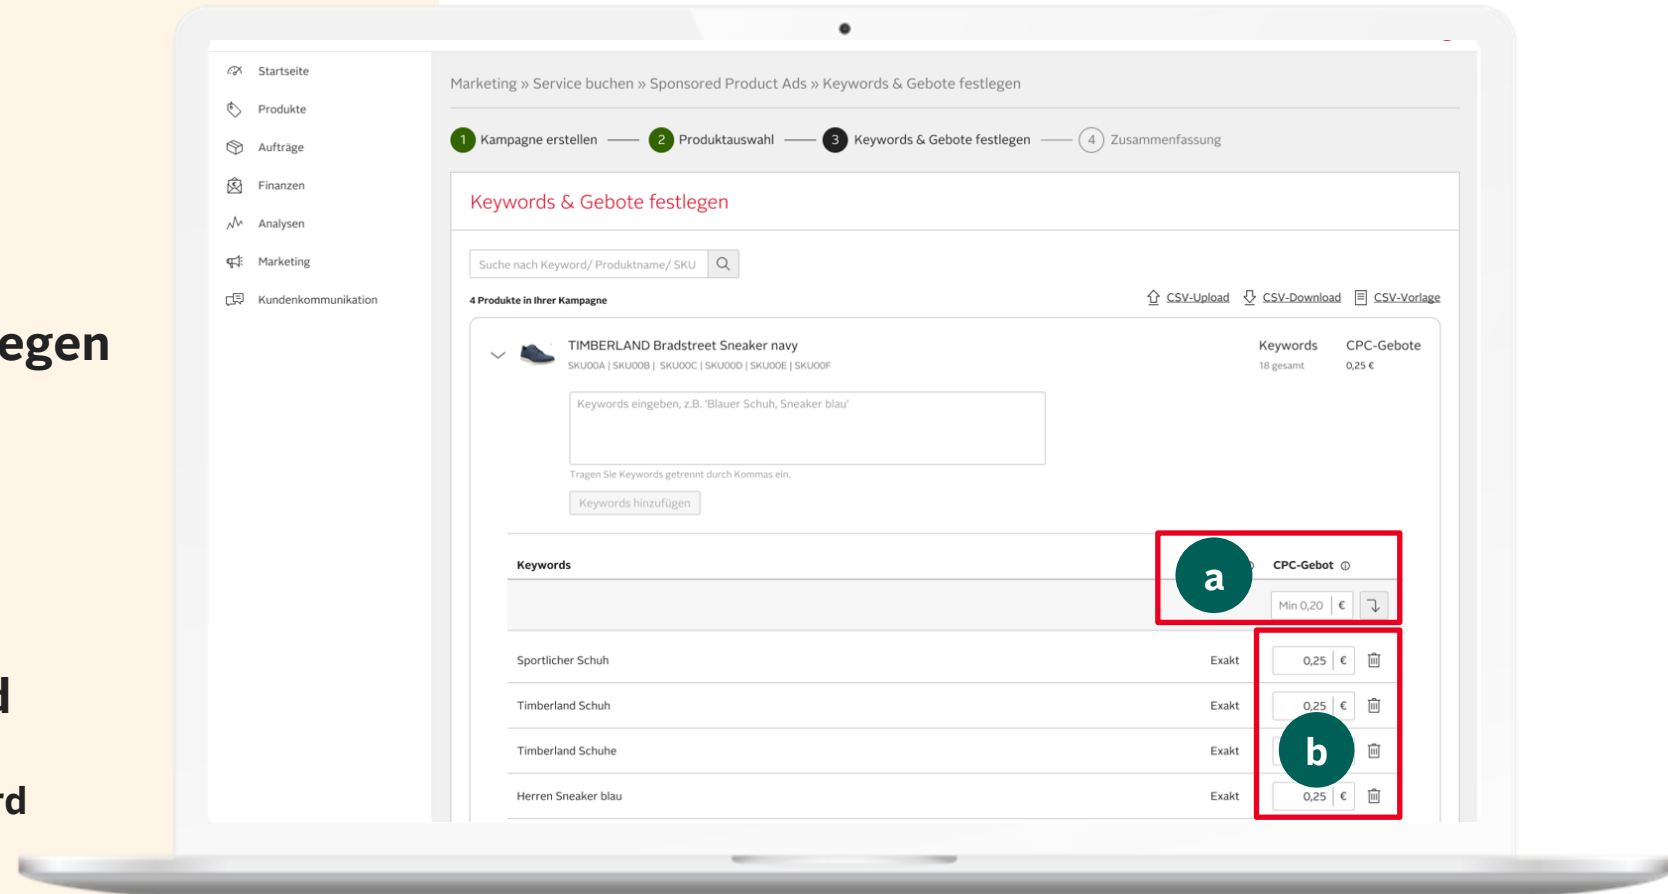 egen
d
rd
Startseite
Produkte
Aufträge
Finanzen
Analysen
Marketing
Kundenkommunikation
Marketing » Service buchen » Sponsored Product Ads » Keywords & Gebote festlegen
1 Kampagne erstellen 2 Produktauswahl 3 Keywords & Gebote festlegen 4 Zusammenfassung
Keywords & Gebote festlegen
Suche nach Keyword/ Produktname/ SKU
4 Produkte in Ihrer Kampagne CSV-Upload CSV-Download CSV-Vorlage
TIMBERLAND Bradstreet Sneaker navy Keywords CPC-Gebote
SKU00A | SKU00B | SKU00C | SKU00D | SKU00E | SKU00F 18 gesamt 0,25 €
Keywords eingeben, z.B. 'Blauer Schuh, Sneaker blau'
Tragen Sie Keywords getrennt durch Kommas ein.
Keywords hinzufügen
Keywords a CPC-Gebot
Min 0,20 €
Sportlicher Schuh Exakt 0,25 €
Timberland Schuh Exakt 0,25 €
Timberland Schuhe Exakt b
Herren Sneaker blau Exakt 0,25 €